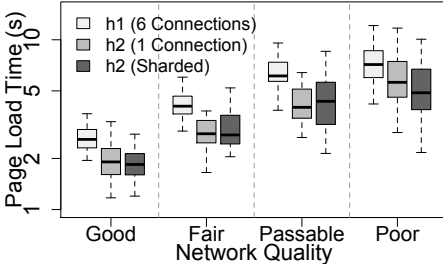 Page Load Time (s)
10
5
2
1
h1 (6 Connections)
h2 (1 Connection)
h2 (Sharded)
Good Fair Passable Poor
Network Quality